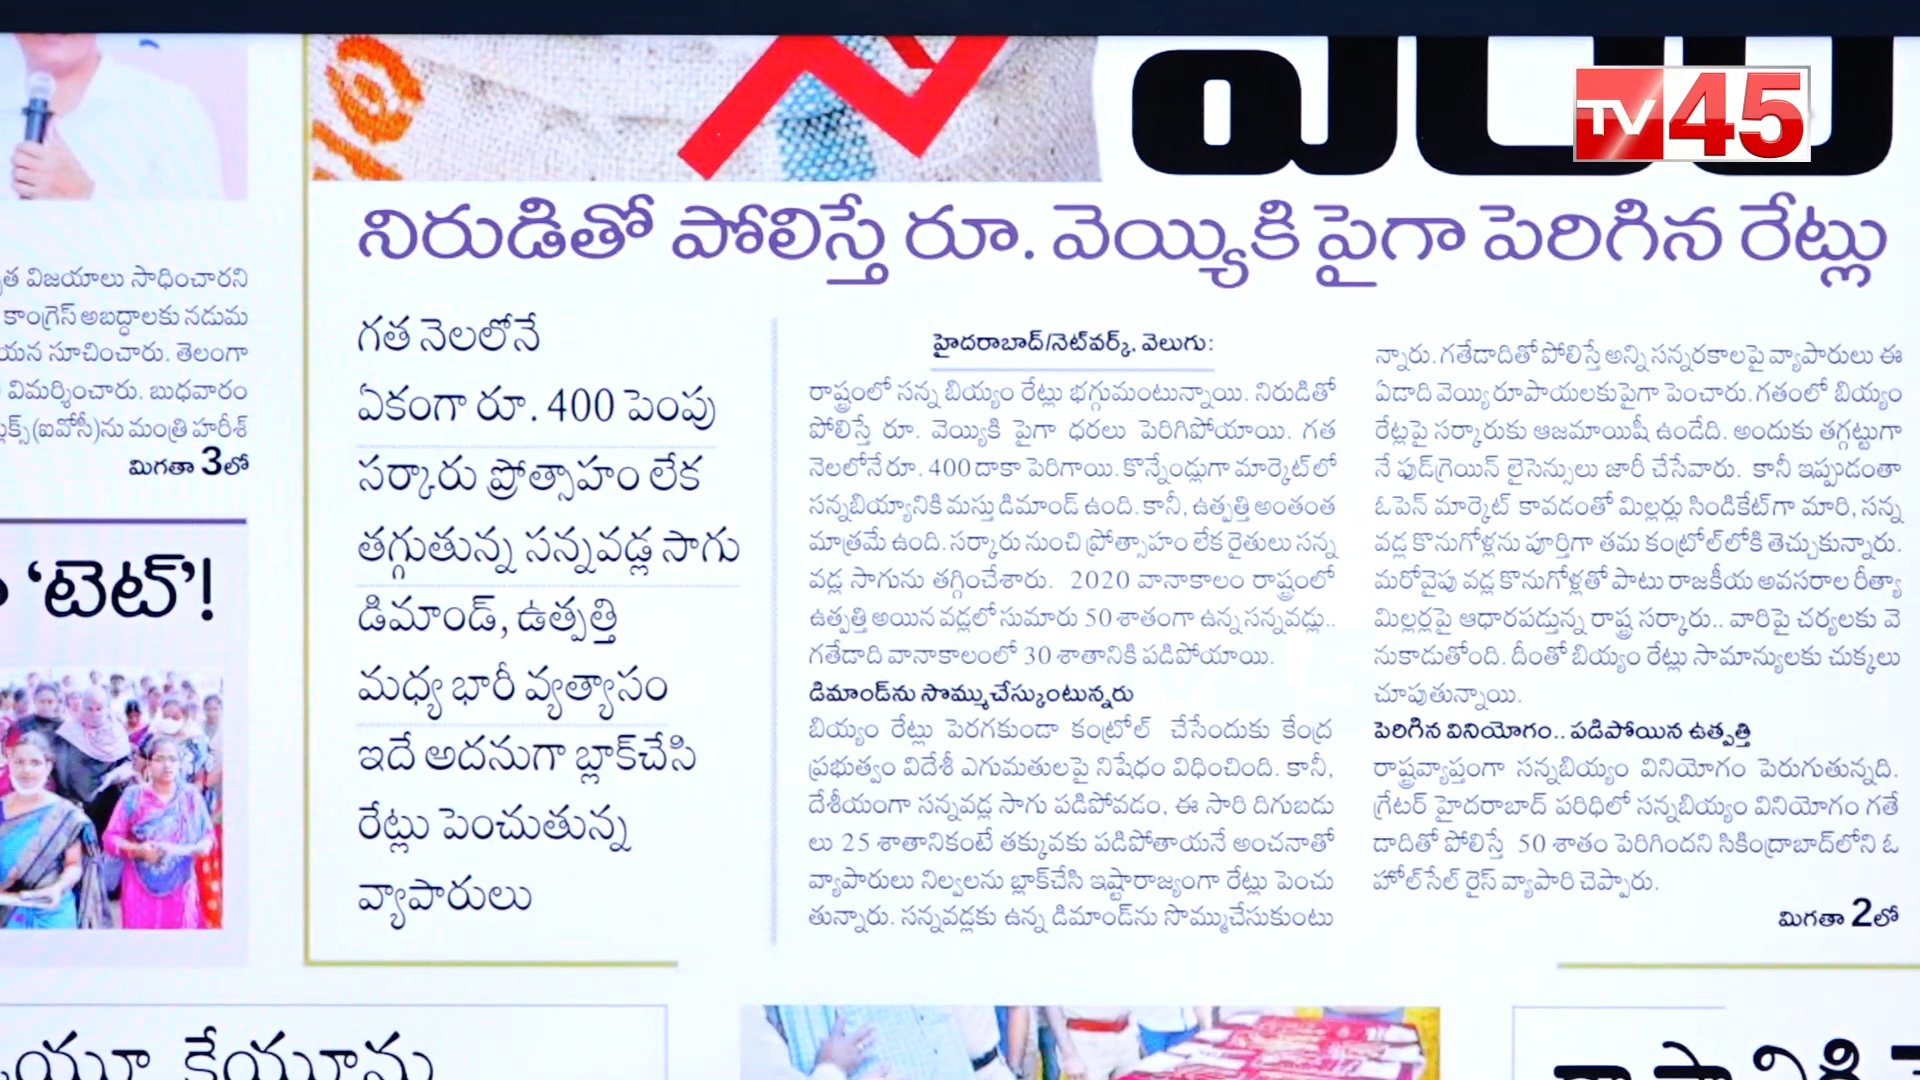 TV 45
నిరుడితో పోలిస్తే రూ. వెయ్యికి పైగా పెరిగిన రేట్లు
త విజయాలు సాధించారని
కాంగ్రెస్ అబద్ధాలకు నడుమ
యన సూచించారు. తెలంగా
విమర్శించారు. బుధవారం
క్స్(ఐవోసీ)ను మంత్రి హరీశ్
మిగతా 3లో
‘టెట్’!
గత నెలలోనే
ఏకంగా రూ. 400 పెంపు
సర్కారు ప్రోత్సాహం లేక
తగ్గుతున్న సన్నవడ్ల సాగు
డిమాండ్, ఉత్పత్తి
మధ్య భారీ వ్యత్యాసం
ఇదే అదనుగా బ్లాక్‌చేసి
రేట్లు పెంచుతున్న
వ్యాపారులు
హైదరాబాద్/నెట్‌వర్క్, వెలుగు:
రాష్ట్రంలో సన్న బియ్యం రేట్లు భగ్గుమంటున్నాయి. నిరుడితో
పోలిస్తే రూ. వెయ్యికి పైగా ధరలు పెరిగిపోయాయి. గత
నెలలోనే రూ. 400 దాకా పెరిగాయి. కొన్నేండ్లుగా మార్కెట్‌లో
సన్నబియ్యానికి మస్తు డిమాండ్ ఉంది. కానీ, ఉత్పత్తి అంతంత
మాత్రమే ఉంది. సర్కారు నుంచి ప్రోత్సాహం లేక రైతులు సన్న
వడ్ల సాగును తగ్గించేశారు. 2020 వానాకాలం రాష్ట్రంలో
ఉత్పత్తి అయిన వడ్లలో సుమారు 50 శాతంగా ఉన్న సన్నవడ్లు..
గతేడాది వానాకాలంలో 30 శాతానికి పడిపోయాయి.
డిమాండ్‌ను సొమ్ము చేస్కుంటున్నరు
బియ్యం రేట్లు పెరగకుండా కంట్రోల్ చేసేందుకు కేంద్ర
ప్రభుత్వం విదేశీ ఎగుమతులపై నిషేధం విధించింది. కానీ,
దేశీయంగా సన్నవడ్ల సాగు పడిపోవడం, ఈ సారి దిగుబడు
లు 25 శాతానికంటే తక్కువకు పడిపోతాయనే అంచనాతో
వ్యాపారులు నిల్వలను బ్లాక్‌చేసి ఇష్టారాజ్యంగా రేట్లు పెంచు
తున్నారు. సన్నవడ్లకు ఉన్న డిమాండ్‌ను సొమ్ముచేసుకుంటు
న్నారు. గతేడాదితో పోలిస్తే అన్ని సన్నరకాలపై వ్యాపారులు ఈ
ఏడాది వెయ్యి రూపాయలకు పైగా పెంచారు. గతంలో బియ్యం
రేట్లపై సర్కారుకు ఆజమాయిషీ ఉండేది. అందుకు తగ్గట్టుగా
నే ఫుడ్‌గ్రెయిన్ లైసెన్సులు జారీ చేసేవారు. కానీ ఇప్పుడంతా
ఓపెన్ మార్కెట్ కావడంతో మిల్లర్లు సిండికేట్‌గా మారి, సన్న
వడ్ల కొనుగోళ్లను పూర్తిగా తమ కంట్రోల్‌లోకి తెచ్చుకున్నారు.
మరోవైపు వడ్ల కొనుగోళ్లతో పాటు రాజకీయ అవసరాల రీత్యా
మిల్లర్లపై ఆధారపడ్తున్న రాష్ట్ర సర్కారు.. వారిపై చర్యలకు వె
నుకాడుతోంది. దీంతో బియ్యం రేట్లు సామాన్యులకు చుక్కలు
చూపుతున్నాయి.
పెరిగిన వినియోగం.. పడిపోయిన ఉత్పత్తి
రాష్ట్రవ్యాప్తంగా సన్నబియ్యం వినియోగం పెరుగుతున్నది.
గ్రేటర్ హైదరాబాద్ పరిధిలో సన్నబియ్యం వినియోగం గతే
డాదితో పోలిస్తే 50 శాతం పెరిగిందని సికింద్రాబాద్‌లోని ఓ
హోల్‌సేల్ రైస్ వ్యాపారి చెప్పారు.
మిగతా 2లో